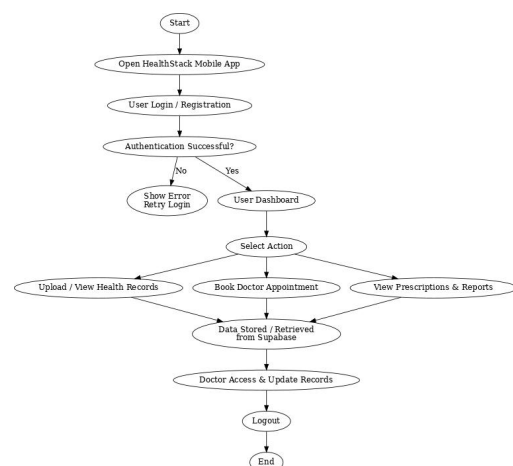 Start
Open HealthStack Mobile App
User Login / Registration
Authentication Successful?
No
Yes
Show Error
Retry Login
User Dashboard
Select Action
Upload / View Health Records
Book Doctor Appointment
View Prescriptions & Reports
Data Stored / Retrieved
from Supabase
Doctor Access & Update Records
Logout
End